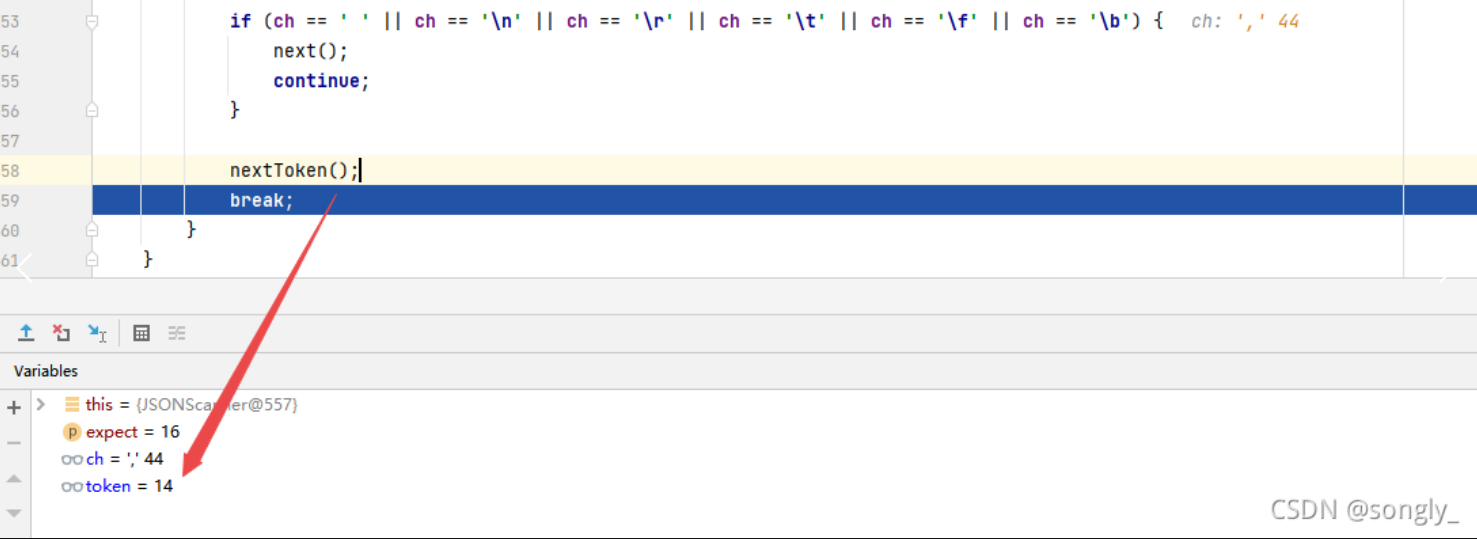 53 if (ch == ' ' || ch == '\n' || ch == '\r' || ch == '\t' || ch == '\f' || ch == '\b') { ch: ',' 44
54 next();
55 continue;
56 }
57
58 nextToken();
59 break;
60 }
61 }
Variables
this = {JSONScanner@557}
p expect = 16
ch = ',' 44
token = 14
CSDN @songly_